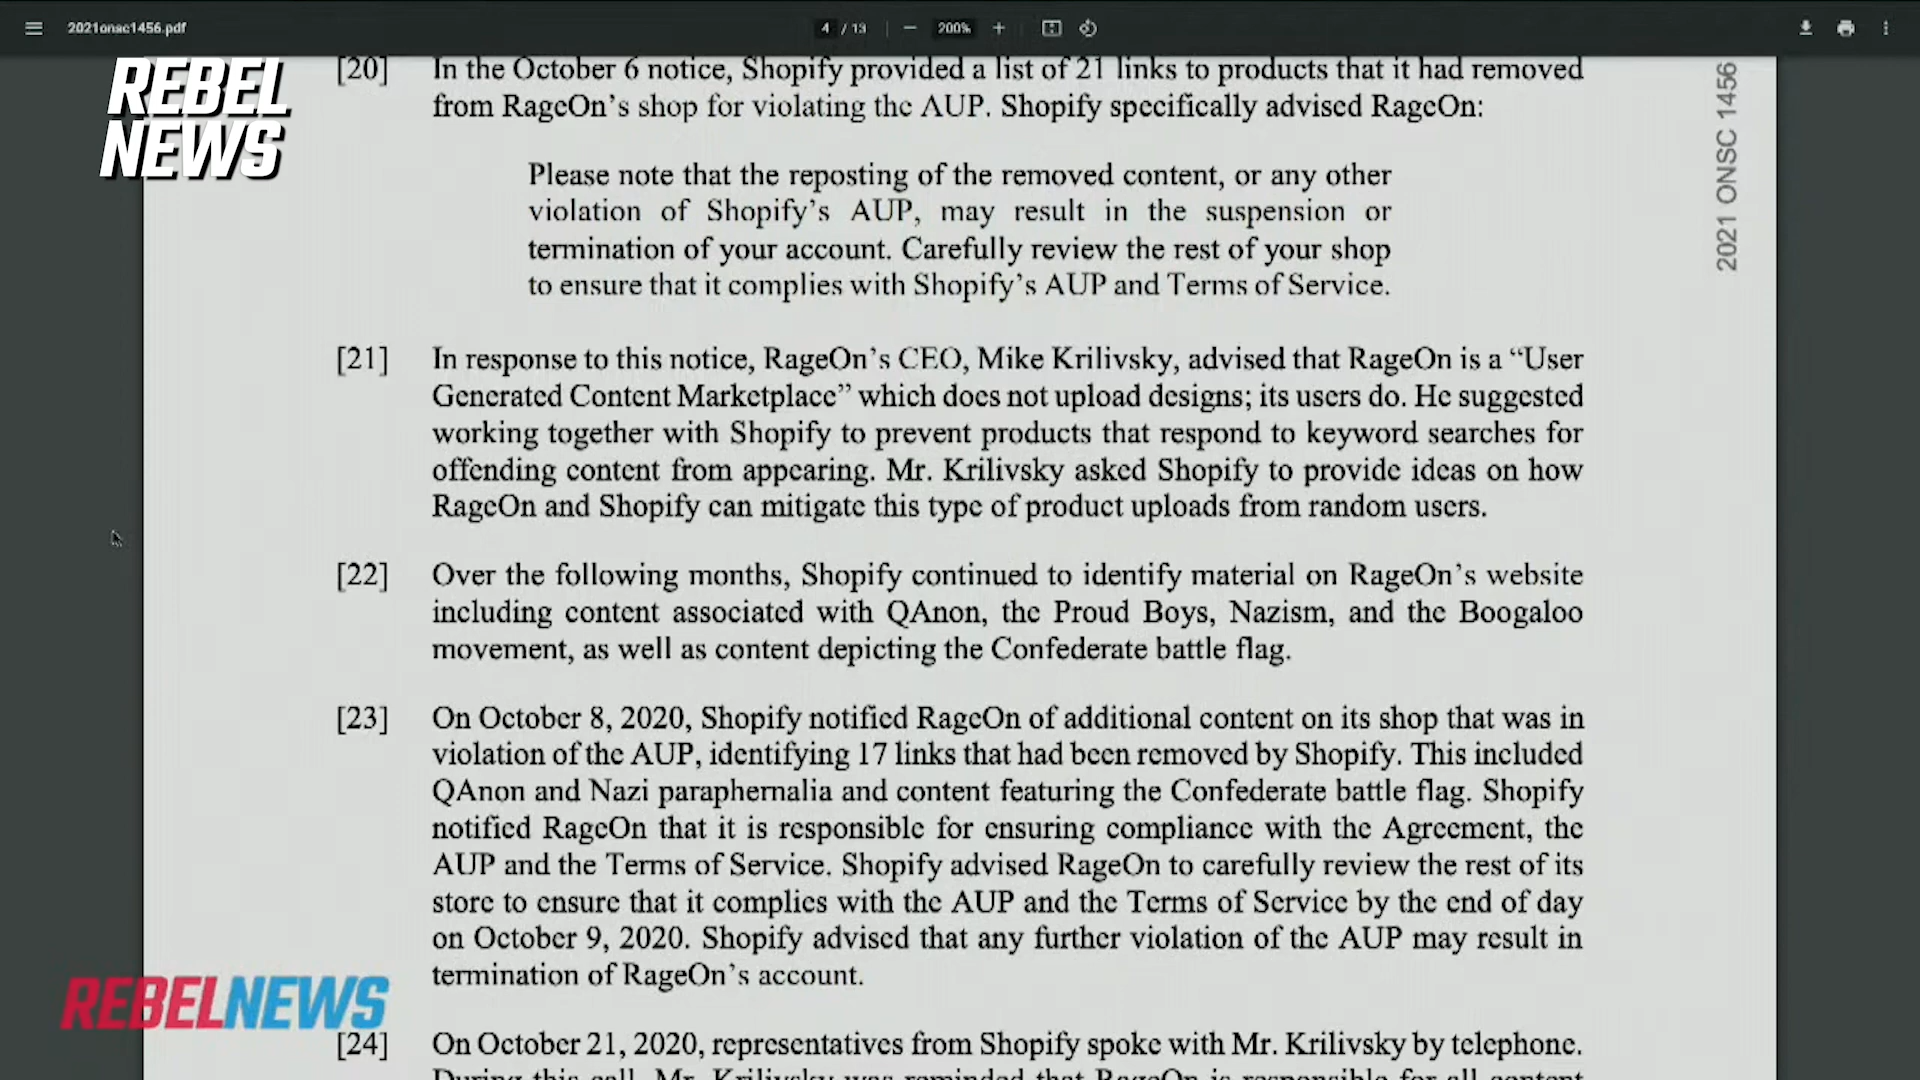 2021onsc1456.pdf
4 / 13
200%
REBEL
NEWS
2021 ONSC 1456
[20] In the October 6 notice, Shopify provided a list of 21 links to products that it had removed
from RageOn's shop for violating the AUP. Shopify specifically advised RageOn:
Please note that the reposting of the removed content, or any other
violation of Shopify's AUP, may result in the suspension or
termination of your account. Carefully review the rest of your shop
to ensure that it complies with Shopify's AUP and Terms of Service.
[21] In response to this notice, RageOn's CEO, Mike Krilivsky, advised that RageOn is a “User
Generated Content Marketplace” which does not upload designs; its users do. He suggested
working together with Shopify to prevent products that respond to keyword searches for
offending content from appearing. Mr. Krilivsky asked Shopify to provide ideas on how
RageOn and Shopify can mitigate this type of product uploads from random users.
[22] Over the following months, Shopify continued to identify material on RageOn's website
including content associated with QAnon, the Proud Boys, Nazism, and the Boogaloo
movement, as well as content depicting the Confederate battle flag.
[23] On October 8, 2020, Shopify notified RageOn of additional content on its shop that was in
violation of the AUP, identifying 17 links that had been removed by Shopify. This included
QAnon and Nazi paraphernalia and content featuring the Confederate battle flag. Shopify
notified RageOn that it is responsible for ensuring compliance with the Agreement, the
AUP and the Terms of Service. Shopify advised RageOn to carefully review the rest of its
store to ensure that it complies with the AUP and the Terms of Service by the end of day
on October 9, 2020. Shopify advised that any further violation of the AUP may result in
termination of RageOn's account.
REBELNEWS
[24] On October 21, 2020, representatives from Shopify spoke with Mr. Krilivsky by telephone.
During this call, Mr. Krilivsky was reminded that RageOn is responsible for all content